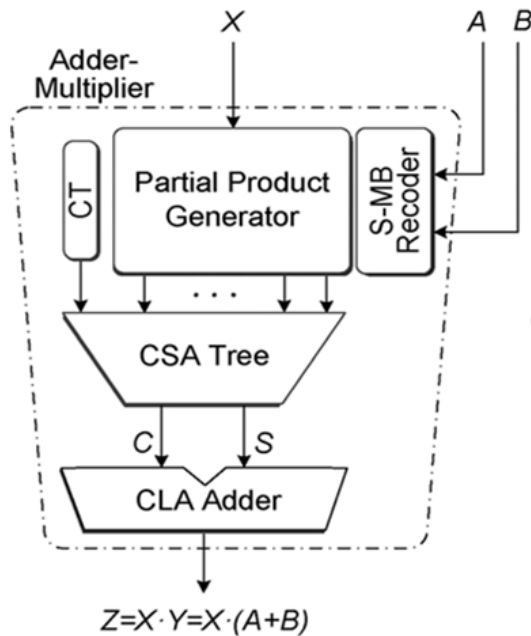 X
A
B
Adder-
Multiplier
CT
Partial Product
Generator
S-MB
Recoder
. . .
CSA Tree
C
S
CLA Adder
Z=X·Y=X·(A+B)